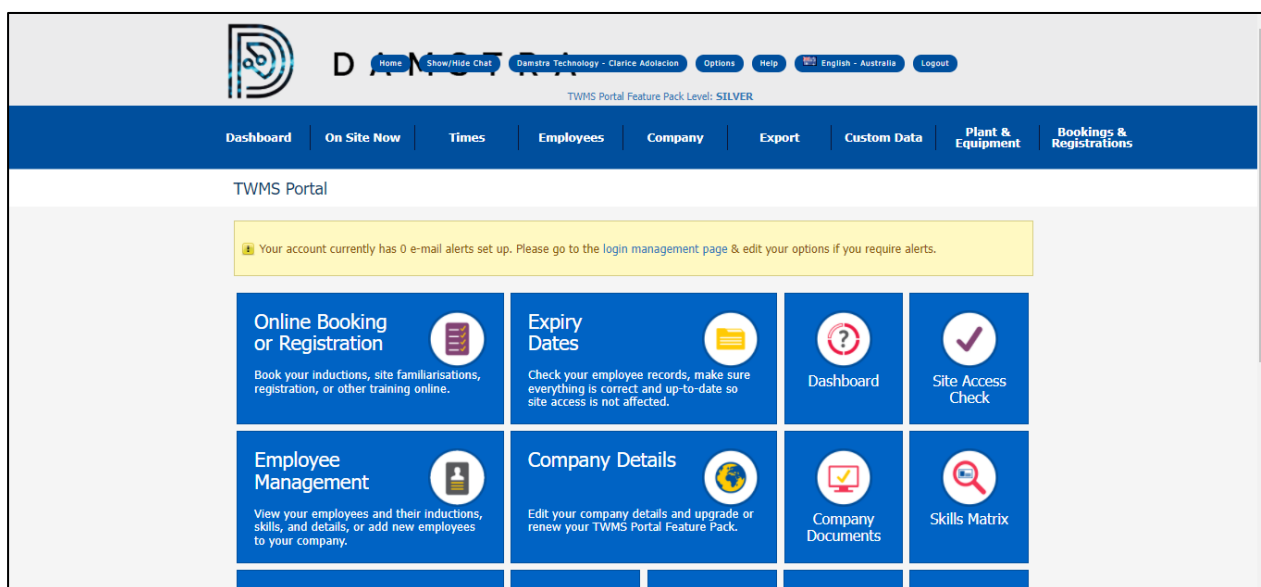 DAMSTRA
Home Show/Hide Chat Damstra Technology - Clarice Adolacion Options Help English - Australia Logout
TWMS Portal Feature Pack Level: SILVER
Dashboard On Site Now Times Employees Company Export Custom Data Plant & Equipment Bookings & Registrations
TWMS Portal
Your account currently has 0 e-mail alerts set up. Please go to the login management page & edit your options if you require alerts.
Online Booking
or Registration
Book your inductions, site familiarisations,
registration, or other training online.
Expiry
Dates
Check your employee records, make sure
everything is correct and up-to-date so
site access is not affected.
Dashboard
Site Access
Check
Employee
Management
View your employees and their inductions,
skills, and details, or add new employees
to your company.
Company Details
Edit your company details and upgrade or
renew your TWMS Portal Feature Pack.
Company
Documents
Skills Matrix